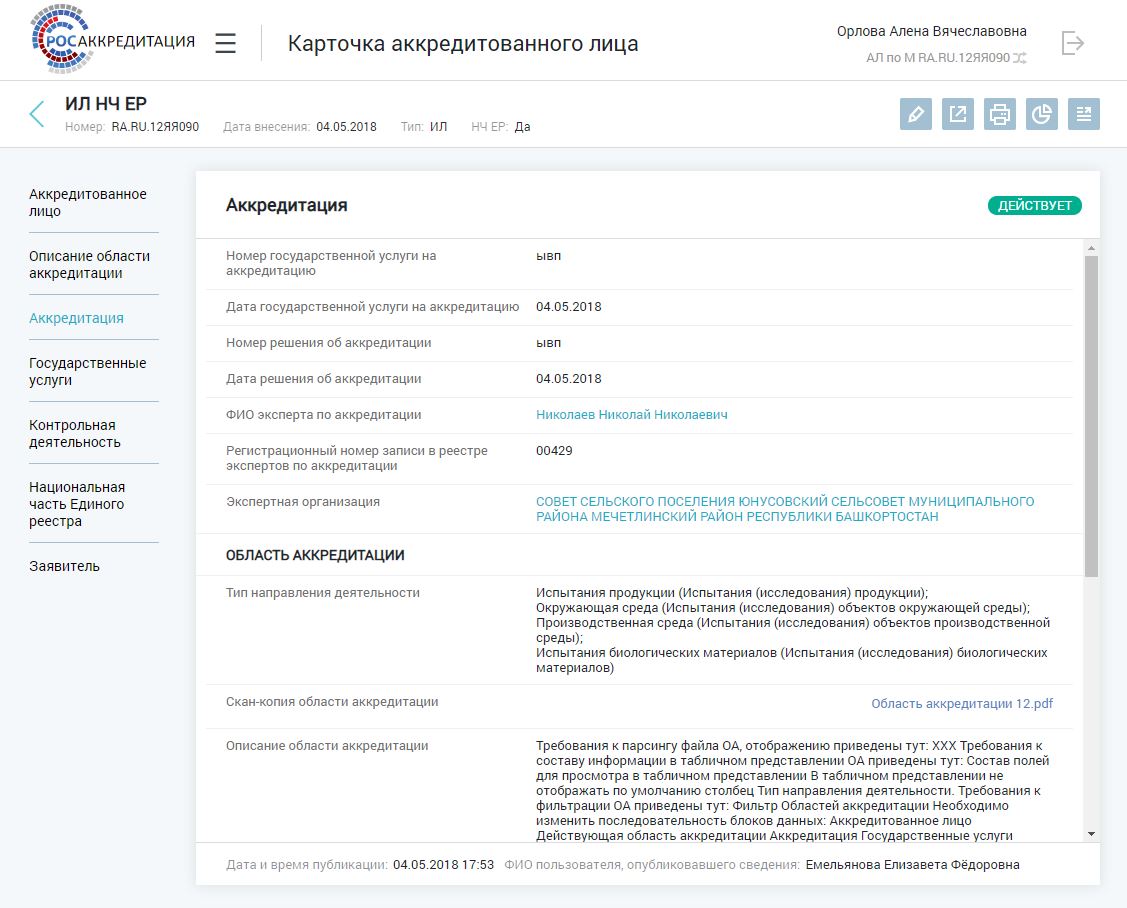 РОСАККРЕДИТАЦИЯ
Карточка аккредитованного лица
Орлова Алена Вячеславовна
АЛ по М RA.RU.12ЯЯ090
ИЛ НЧ ЕР
Номер: RA.RU.12ЯЯ090 Дата внесения: 04.05.2018 Тип: ИЛ НЧ ЕР: Да
Аккредитованное
лицо
Описание области
аккредитации
Аккредитация
Государственные
услуги
Контрольная
деятельность
Национальная
часть Единого
реестра
Заявитель
Аккредитация
ДЕЙСТВУЕТ
Номер государственной услуги на
аккредитацию
ывп
Дата государственной услуги на аккредитацию 04.05.2018
Номер решения об аккредитации ывп
Дата решения об аккредитации 04.05.2018
ФИО эксперта по аккредитации Николаев Николай Николаевич
Регистрационный номер записи в реестре
экспертов по аккредитации
00429
Экспертная организация
СОВЕТ СЕЛЬСКОГО ПОСЕЛЕНИЯ ЮНУСОВСКИЙ СЕЛЬСОВЕТ МУНИЦИПАЛЬНОГО
РАЙОНА МЕЧЕТЛИНСКИЙ РАЙОН РЕСПУБЛИКИ БАШКОРТОСТАН
ОБЛАСТЬ АККРЕДИТАЦИИ
Тип направления деятельности
Испытания продукции (Испытания (исследования) продукции);
Окружающая среда (Испытания (исследования) объектов окружающей среды);
Производственная среда (Испытания (исследования) объектов производственной
среды);
Испытания биологических материалов (Испытания (исследования) биологических
материалов)
Скан-копия области аккредитации Область аккредитации 12.pdf
Описание области аккредитации
Требования к парсингу файла ОА, отображению приведены тут: XXX Требования к
составу информации в табличном представлении ОА приведены тут: Состав полей
для просмотра в табличном представлении В табличном представлении не
отображать по умолчанию столбец Тип направления деятельности. Требования к
фильтрации ОА приведены тут: Фильтр Областей аккредитации Необходимо
изменить последовательность блоков данных: Аккредитованное лицо
Действующая область аккредитации Аккредитация Государственные услуги
Дата и время публикации: 04.05.2018 17:53 ФИО пользователя, опубликовавшего сведения: Емельянова Елизавета Фёдоровна